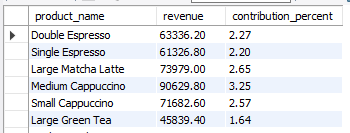 product_name revenue contribution_percent
Double Espresso 63336.20 2.27
Single Espresso 61326.80 2.20
Large Matcha Latte 73979.00 2.65
Medium Cappuccino 90629.80 3.25
Small Cappuccino 71682.60 2.57
Large Green Tea 45839.40 1.64